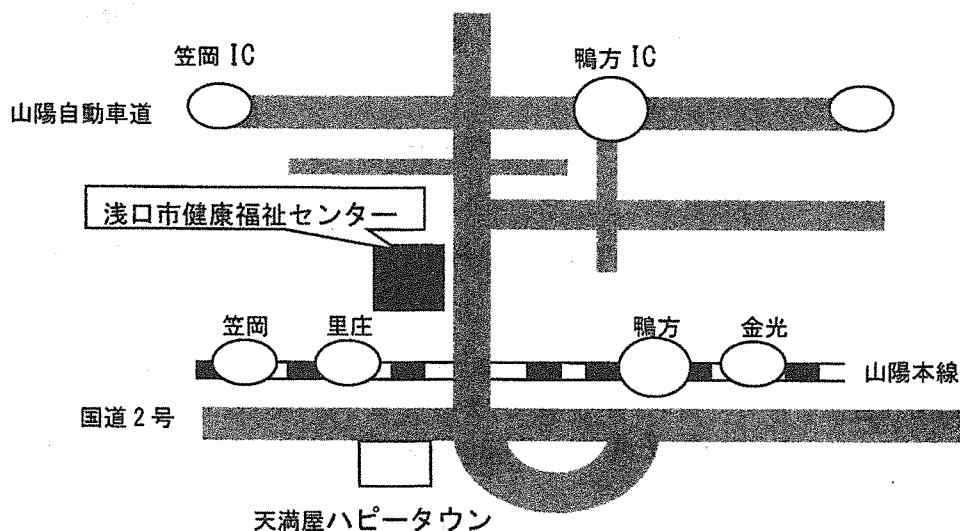 笠岡 IC
鴨方 IC
山陽自動車道
浅口市健康福祉センター
笠岡
里庄
鴨方
金光
山陽本線
国道2号
天満屋ハピータウン